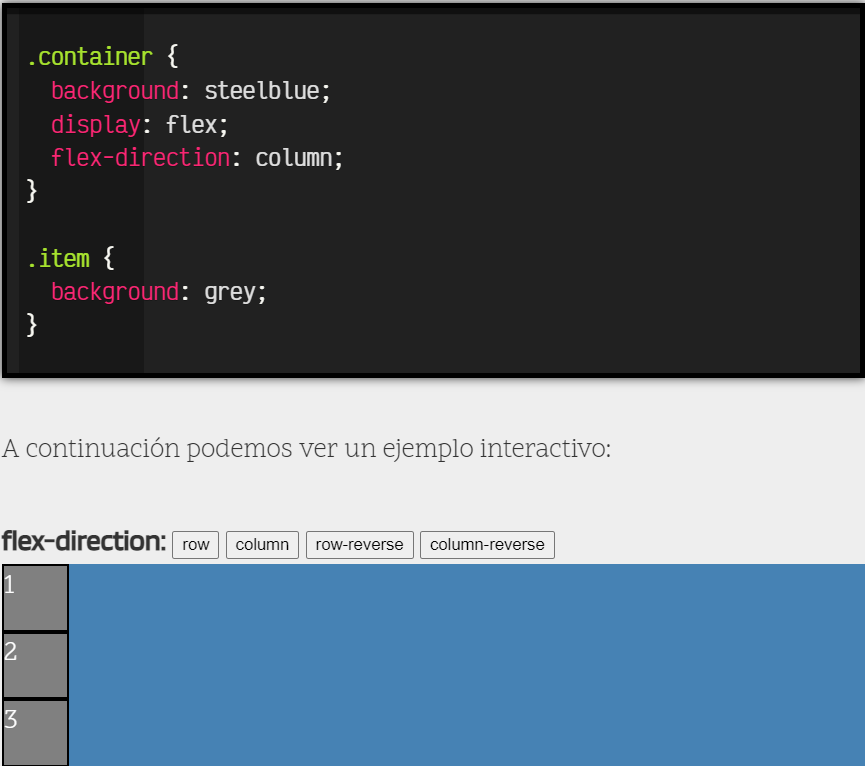 .container {
background: steelblue;
display: flex;
flex-direction: column;
}
.item {
background: grey;
}
A continuación podemos ver un ejemplo interactivo:
flex-direction: row column row-reverse column-reverse
1
2
3